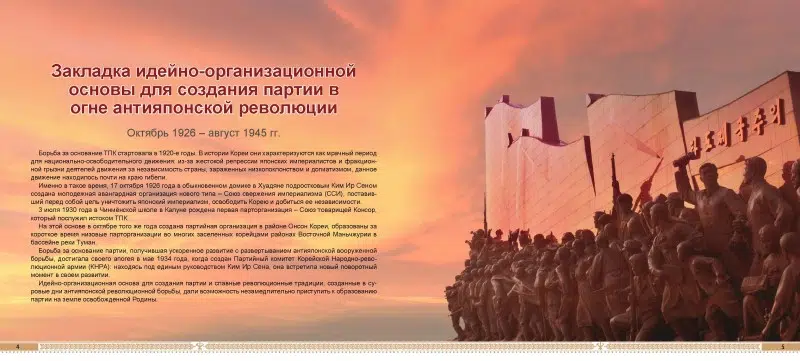 Закладка идейно-организационной
основы для создания партии в
огне антияпонской революции
Октябрь 1926 – август 1945 гг.
Борьба за основание ТПК стартовала в 1920-е годы. В истории Кореи они характеризуются как мрачный период
для национально-освободительного движения: из-за жестокой репрессии японских империалистов и фракцион-
ной грызни деятелей движения за независимость страны, зараженных низкопоклонством и догматизмом, данное
движение находилось почти на краю гибели.
Именно в такое время, 17 октября 1926 года в обыкновенном домике в Хуадяне подростковым Ким Ир Сеном
создана молодежная авангардная организация нового типа – Союз свержения империализма (ССИ), поставив-
ший перед собой цель уничтожить японский империализм, освободить Корею и добиться ее независимости.
3 июля 1930 года в Чинмёнской школе в Калуне рождена первая парторганизация – Союз товарищей Консор,
который послужил истоком ТПК.
На этой основе в октябре того же года создана партийная организация в районе Онсон Кореи, образованы за
короткое время низовые парторганизации во многих заселенных корейцами районах Восточной Маньчжурии в
бассейне реки Туман.
Борьба за основание партии, получившая ускоренное развитие с развертыванием антияпонской вооруженной
борьбы, достигала своего апогея в мае 1934 года, когда создан Партийный комитет Корейской Народно-рево-
люционной армии (КНРА): находясь под единым руководством Ким Ир Сена, она встретила новый поворотный
момент в своем развитии.
Идейно-организационная основа для создания партии и славные революционные традиции, созданные в су-
ровые дни антияпонской революционной борьбы, дали возможность незамедлительно приступить к образованию
партии на земле освобожденной Родины.
4
5